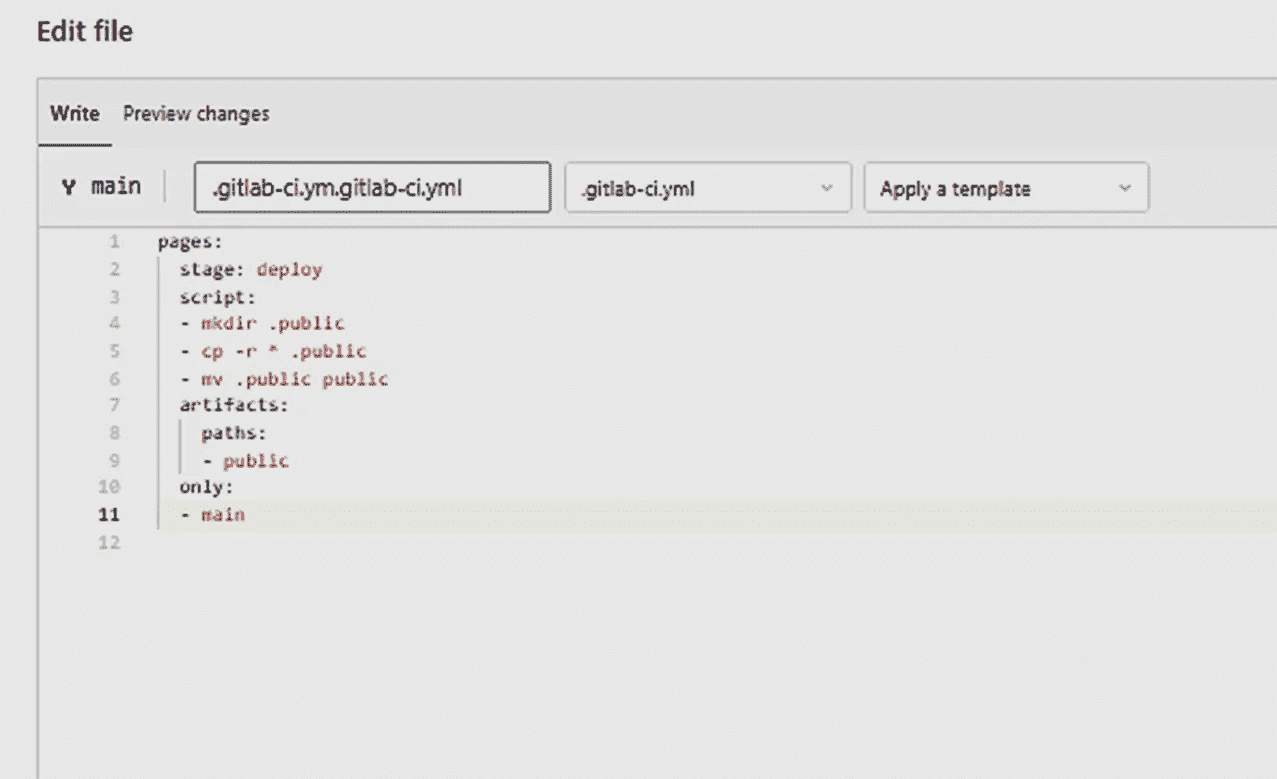 Edit file
Write Preview changes
main .gitlab-ci.ym.gitlab-ci.yml .gitlab-ci.yml Apply a template
1 pages:
2 stage: deploy
3 script:
4 - mkdir .public
5 - cp -r * .public
6 - mv .public public
7 artifacts:
8 paths:
9 - public
10 only:
11 - main
12